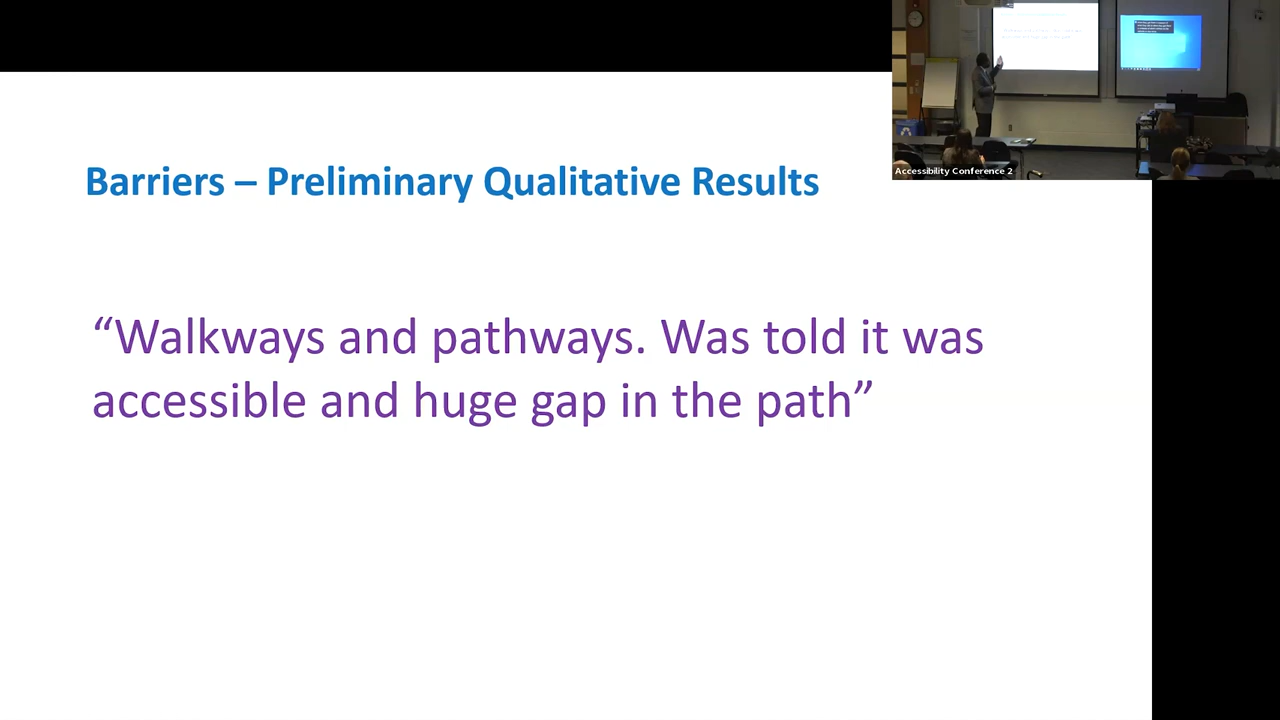 Accessibility Conference 2
Barriers – Preliminary Qualitative Results
“Walkways and pathways. Was told it was
accessible and huge gap in the path”